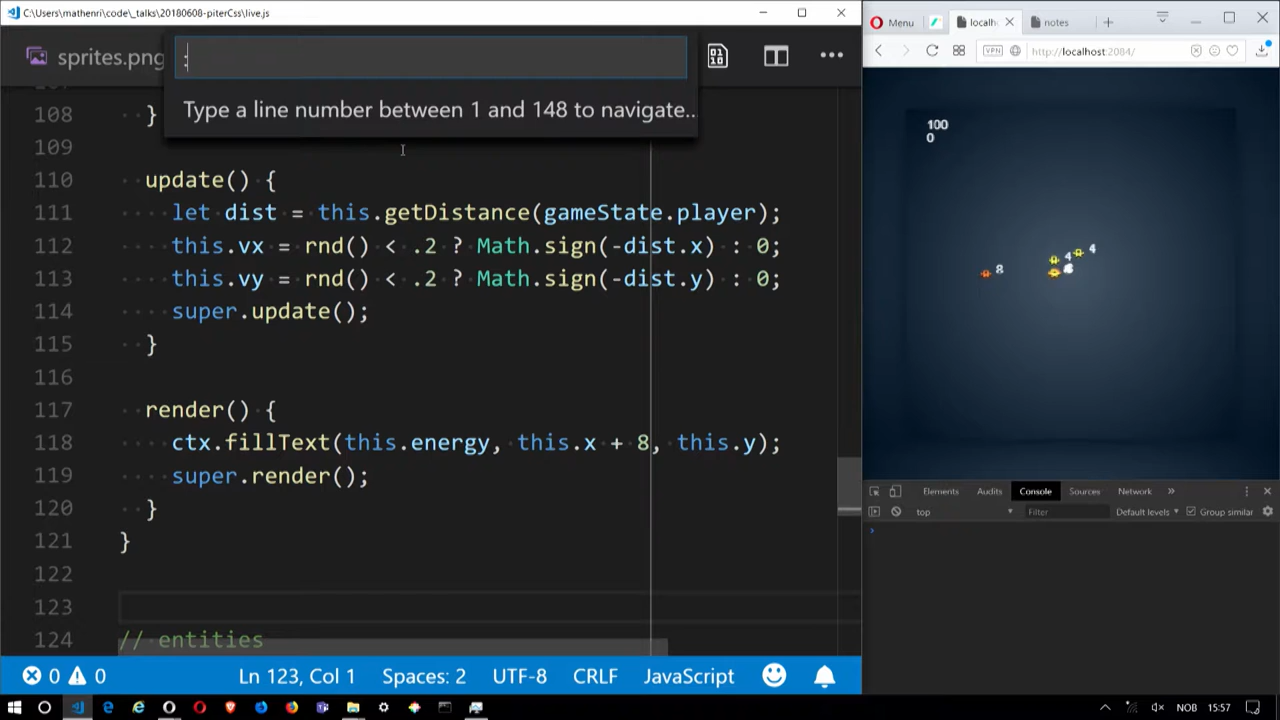 C:\Users\mathenri\code\_talks\20180608-piterCss\live.js
sprites.png
:
Type a line number between 1 and 148 to navigate..
108 }
109
110 update() {
111 let dist = this.getDistance(gameState.player);
112 this.vx = rnd() < .2 ? Math.sign(-dist.x) : 0;
113 this.vy = rnd() < .2 ? Math.sign(-dist.y) : 0;
114 super.update();
115 }
116
117 render() {
118 ctx.fillText(this.energy, this.x + 8, this.y);
119 super.render();
120 }
121 }
122
123
124 // entities
0 0 Ln 123, Col 1 Spaces: 2 UTF-8 CRLF JavaScript
Menu localh notes
VPN http://localhost:2084/
100
0
4
4
8
Elements Audits Console Sources Network »
top Filter Default levels Group similar
NOB 15:57